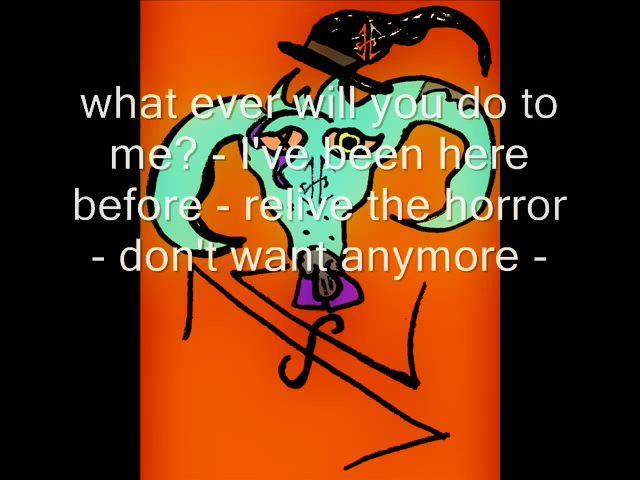 what ever will you do to
me? - I've been here
before - relive the horror
- don't want anymore -